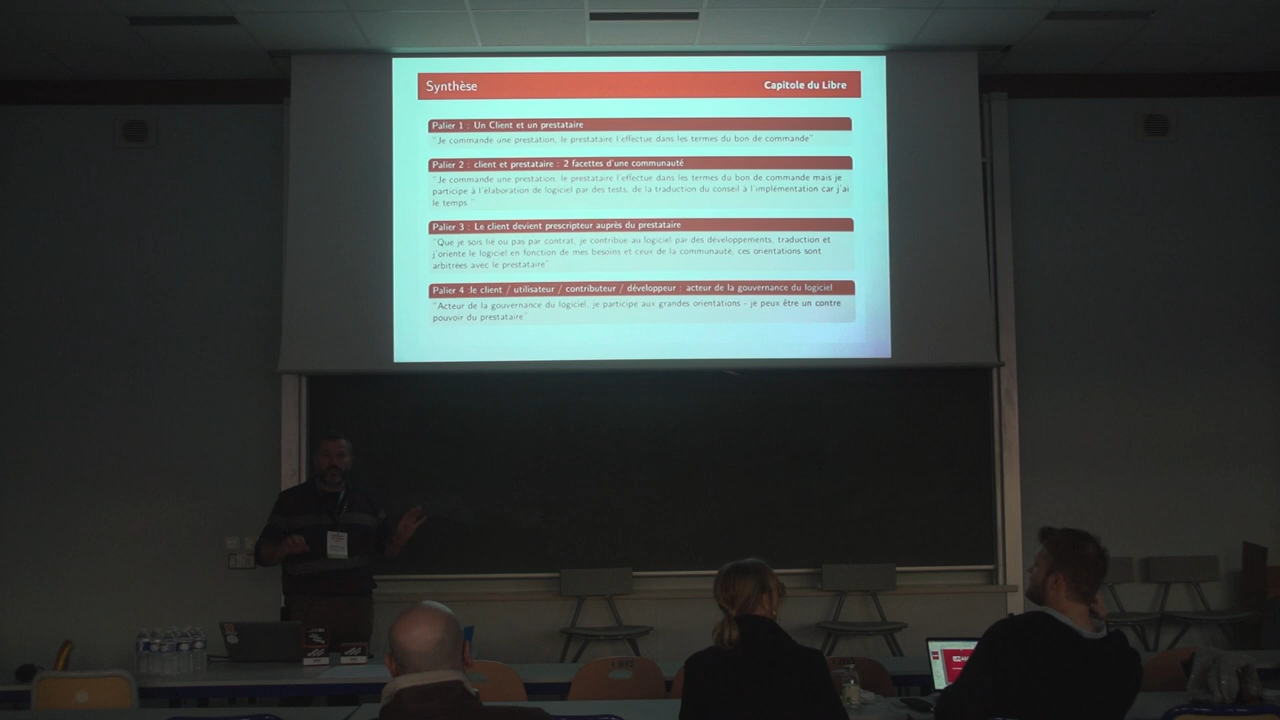 Synthèse
Capitole du Libre
Palier 1 : Un Client et un prestataire
"Je commande une prestation, le prestataire l'effectue dans les termes du bon de commande"
Palier 2 : client et prestataire : 2 facettes d'une communauté
"Je commande une prestation, le prestataire l'effectue dans les termes du bon de commande mais je
participe à l'élaboration de logiciel par des tests, de la traduction du conseil à l'implémentation car j'ai
le temps "
Palier 3 : Le client devient prescripteur auprès du prestataire
"Que je sois lié ou pas par contrat, je contribue au logiciel par des développements, traduction et
j'oriente le logiciel en fonction de mes besoins et ceux de la communauté, ces orientations sont
arbitrées avec le prestataire"
Palier 4 :le client / utilisateur / contributeur / développeur : acteur de la gouvernance du logiciel
"Acteur de la gouvernance du logiciel, je participe aux grandes orientations - je peux être un contre
pouvoir du prestataire"